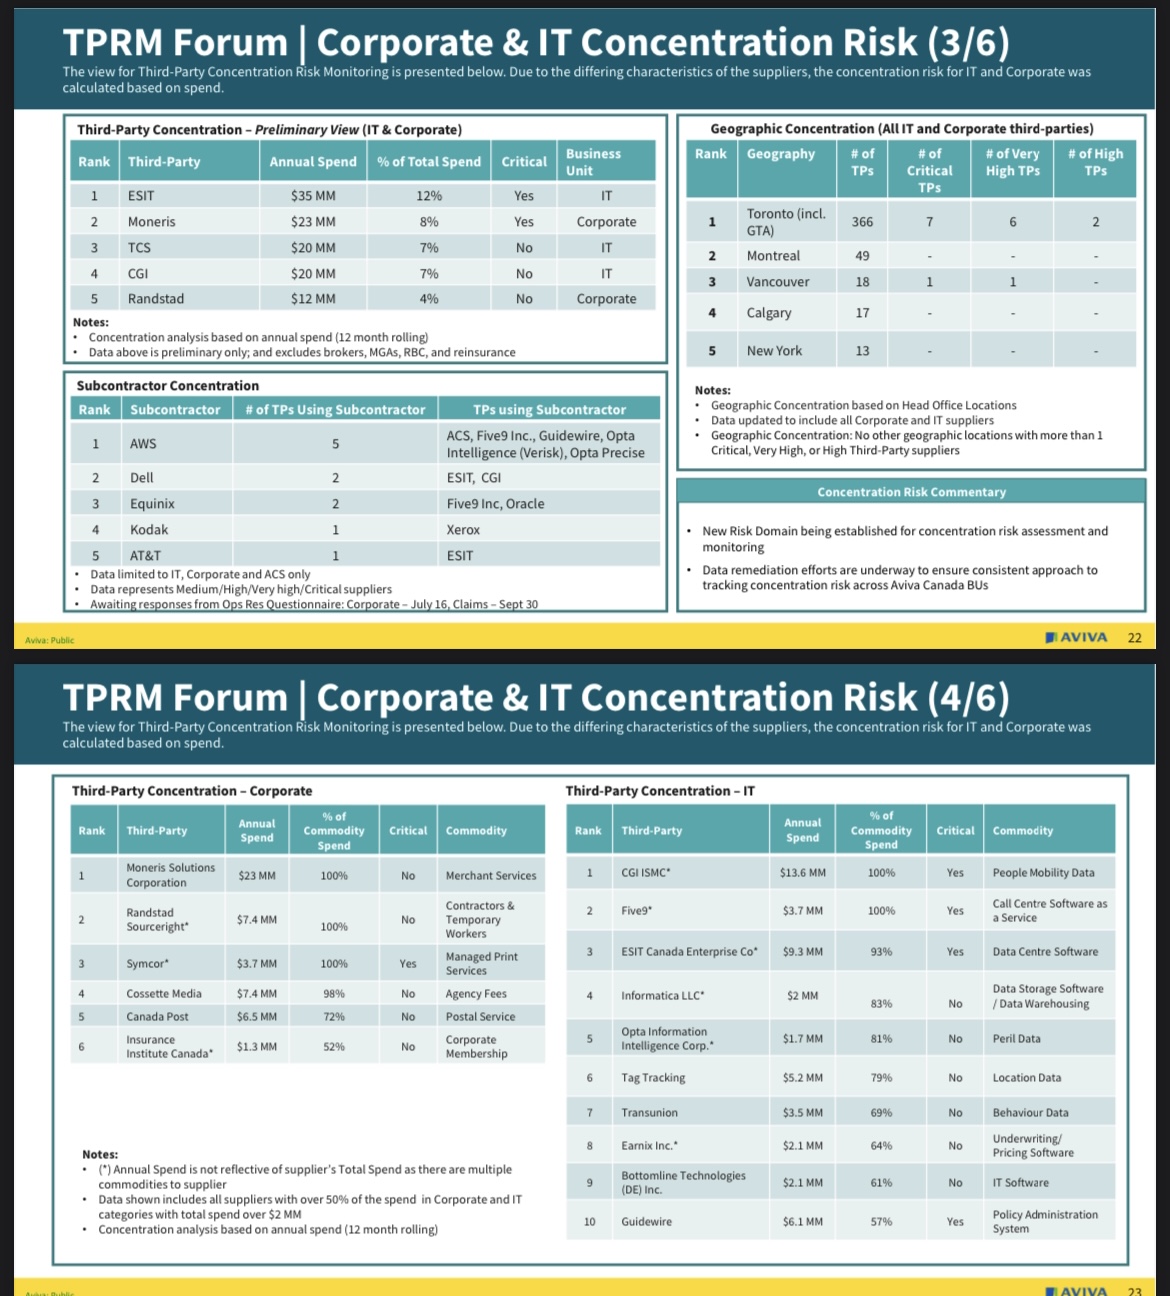 TPRM Forum | Corporate & IT Concentration Risk (3/6)
The view for Third-Party Concentration Risk Monitoring is presented below. Due to the differing characteristics of the suppliers, the concentration risk for IT and Corporate was
calculated based on spend.
Third-Party Concentration – Preliminary View (IT & Corporate)
Rank Third-Party Annual Spend % of Total Spend Critical Business Unit
1 ESIT $35 MM 12% Yes IT
2 Moneris $23 MM 8% Yes Corporate
3 TCS $20 MM 7% No IT
4 CGI $20 MM 7% No IT
5 Randstad $12 MM 4% No Corporate
Notes:
• Concentration analysis based on annual spend (12 month rolling)
• Data above is preliminary only; and excludes brokers, MGAs, RBC, and reinsurance
Subcontractor Concentration
Rank Subcontractor # of TPs Using Subcontractor TPs using Subcontractor
1 AWS 5 ACS, Five9 Inc., Guidewire, Opta Intelligence (Verisk), Opta Precise
2 Dell 2 ESIT, CGI
3 Equinix 2 Five9 Inc, Oracle
4 Kodak 1 Xerox
5 AT&T 1 ESIT
• Data limited to IT, Corporate and ACS only
• Data represents Medium/High/Very high/Critical suppliers
• Awaiting responses from Ops Res Questionnaire: Corporate – July 16, Claims – Sept 30
Geographic Concentration (All IT and Corporate third-parties)
Rank Geography # of TPs # of Critical TPs # of Very High TPs # of High TPs
1 Toronto (incl. GTA) 366 7 6 2
2 Montreal 49 - - -
3 Vancouver 18 1 1 -
4 Calgary 17 - - -
5 New York 13 - - -
Notes:
• Geographic Concentration based on Head Office Locations
• Data updated to include all Corporate and IT suppliers
• Geographic Concentration: No other geographic locations with more than 1
Critical, Very High, or High Third-Party suppliers
Concentration Risk Commentary
• New Risk Domain being established for concentration risk assessment and
monitoring
• Data remediation efforts are underway to ensure consistent approach to
tracking concentration risk across Aviva Canada BUs
Aviva: Public
AVIVA 22
TPRM Forum | Corporate & IT Concentration Risk (4/6)
The view for Third-Party Concentration Risk Monitoring is presented below. Due to the differing characteristics of the suppliers, the concentration risk for IT and Corporate was
calculated based on spend.
Third-Party Concentration – Corporate
Rank Third-Party Annual Spend % of Commodity Spend Critical Commodity
1 Moneris Solutions Corporation $23 MM 100% No Merchant Services
2 Randstad Sourceright* $7.4 MM 100% No Contractors & Temporary Workers
3 Symcor* $3.7 MM 100% Yes Managed Print Services
4 Cossette Media $7.4 MM 98% No Agency Fees
5 Canada Post $6.5 MM 72% No Postal Service
6 Insurance Institute Canada* $1.3 MM 52% No Corporate Membership
Notes:
• (*) Annual Spend is not reflective of supplier's Total Spend as there are multiple
commodities to supplier
• Data shown includes all suppliers with over 50% of the spend in Corporate and IT
categories with total spend over $2 MM
• Concentration analysis based on annual spend (12 month rolling)
Third-Party Concentration – IT
Rank Third-Party Annual Spend % of Commodity Spend Critical Commodity
1 CGI ISMC* $13.6 MM 100% Yes People Mobility Data
2 Five9* $3.7 MM 100% Yes Call Centre Software as a Service
3 ESIT Canada Enterprise Co* $9.3 MM 93% Yes Data Centre Software
4 Informatica LLC* $2 MM 83% No Data Storage Software / Data Warehousing
5 Opta Information Intelligence Corp.* $1.7 MM 81% No Peril Data
6 Tag Tracking $5.2 MM 79% No Location Data
7 Transunion $3.5 MM 69% No Behaviour Data
8 Earnix Inc.* $2.1 MM 64% No Underwriting/ Pricing Software
9 Bottomline Technologies (DE) Inc. $2.1 MM 61% No IT Software
10 Guidewire $6.1 MM 57% Yes Policy Administration System
Aviva: Public
AVIVA 23